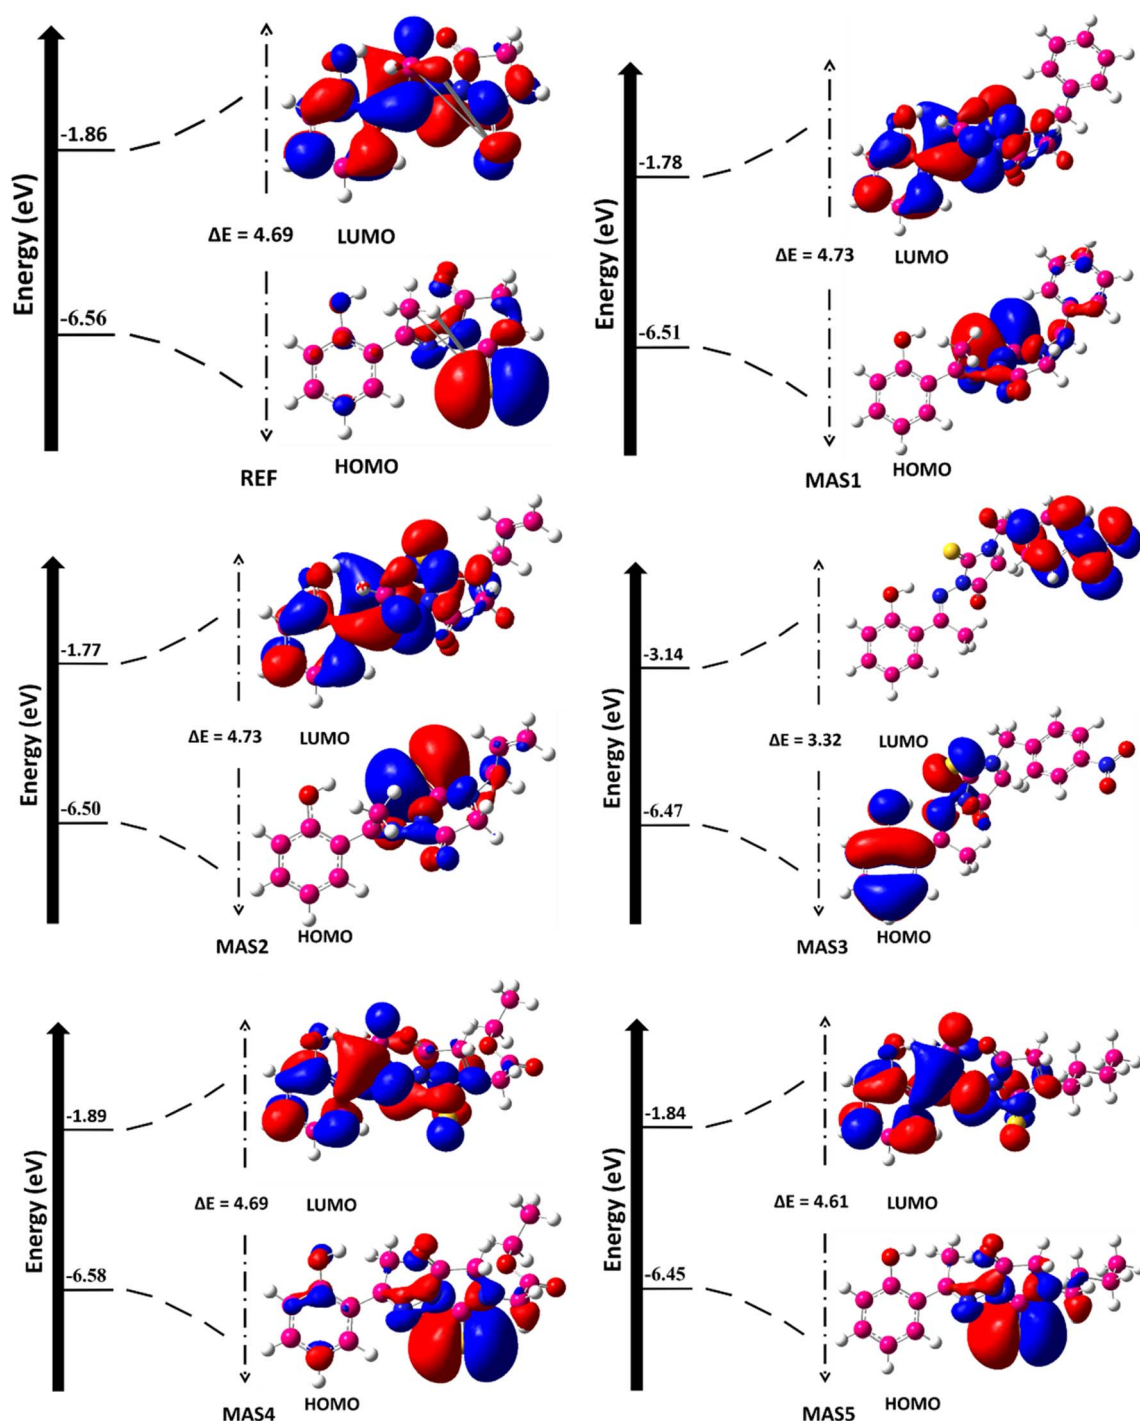 Energy (eV)
-1.86
-6.56
ΔE = 4.69
LUMO
HOMO
REF
Energy (eV)
-1.78
-6.51
ΔE = 4.73
LUMO
HOMO
MAS1
Energy (eV)
-1.77
-6.50
ΔE = 4.73
LUMO
HOMO
MAS2
Energy (eV)
-3.14
-6.47
ΔE = 3.32
LUMO
HOMO
MAS3
Energy (eV)
-1.89
-6.58
ΔE = 4.69
LUMO
HOMO
MAS4
Energy (eV)
-1.84
-6.45
ΔE = 4.61
LUMO
HOMO
MAS5